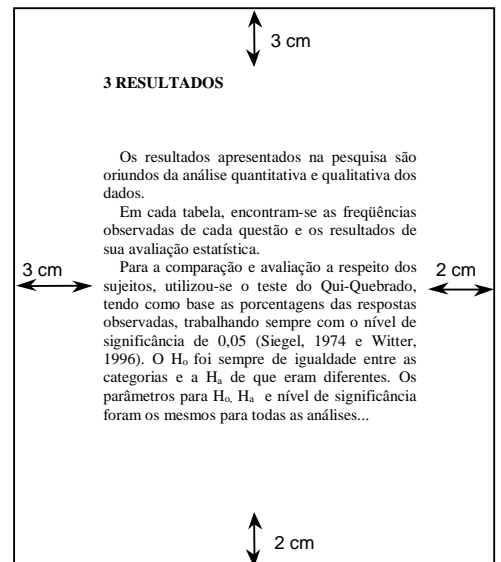 3 cm
3 RESULTADOS
Os resultados apresentados na pesquisa são
oriundos da análise quantitativa e qualitativa dos
dados.
Em cada tabela, encontram-se as freqüências
observadas de cada questão e os resultados de
sua avaliação estatística.
3 cm
Para a comparação e avaliação a respeito dos
2 cm
sujeitos, utilizou-se o teste do Qui-Quebrado,
tendo como base as porcentagens das respostas
observadas, trabalhando sempre com o nível de
significância de 0,05 (Siegel, 1974 e Witter,
1996). O Ho foi sempre de igualdade entre as
categorias e a Ha de que eram diferentes. Os
parâmetros para Ho, Ha e nível de significância
foram os mesmos para todas as análises...
2 cm